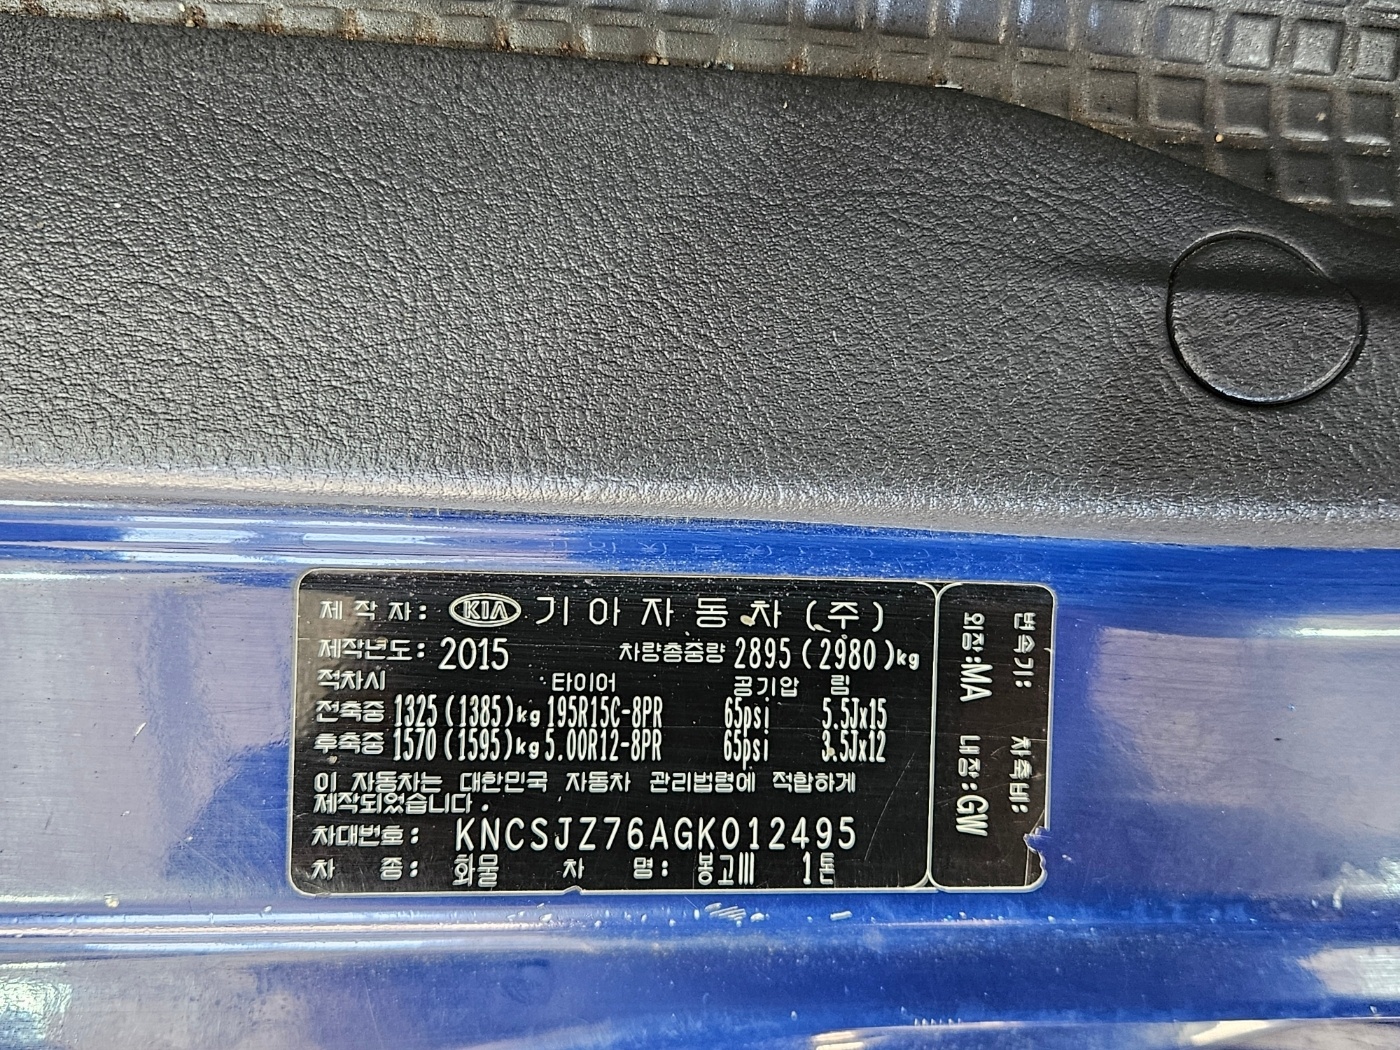 제 작 자 : KIA 기 아 자 동 차 ( 주 )
제작년도 : 2015 차량총중량 2895 ( 2980 )kg
적차시 타이어 공기압 림
전축중 1325 (1385)kg 195R15C-8PR 65psi 5.5Jx15
후축중 1570 (1595)kg 5.00R12-8PR 65psi 3.5Jx12
이 자동차는 대한민국 자동차 관리법령에 적합하게
제작되었습니다 .
차대번호 : KNCSJZ76AGK012495
차 종 : 화물 차 명 : 봉고Ⅲ 1톤
변속기 : 차축비 :
외장 : MA 내장 : GW